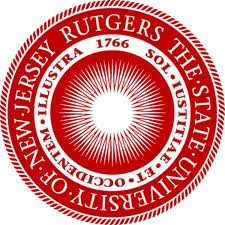 RUTGERS THE·STATE·UNIVERSITY·OF·NEW·JERSEY
SOL·IUSTITIAE·ET·OCCIDENTEM·ILLUSTRA
1766